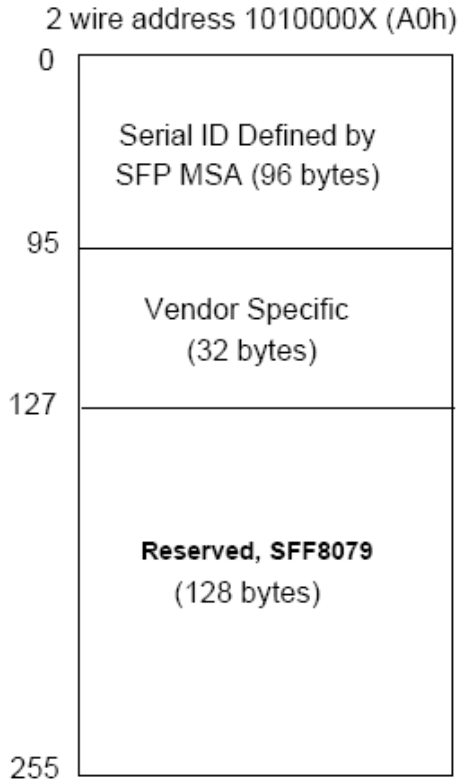 2 wire address 1010000X (A0h)
0
Serial ID Defined by
SFP MSA (96 bytes)
95
Vendor Specific
(32 bytes)
127
Reserved, SFF8079
(128 bytes)
255